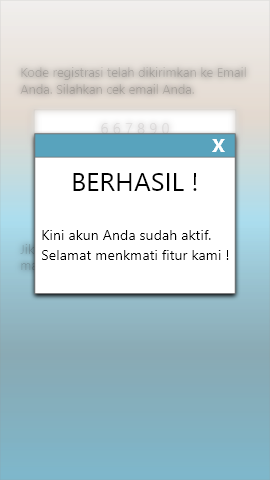 Kode registrasi telah dikirimkan ke Email
Anda. Silahkan cek email Anda.
667890
X
BERHASIL !
Kini akun Anda sudah aktif.
Selamat menkmati fitur kami !